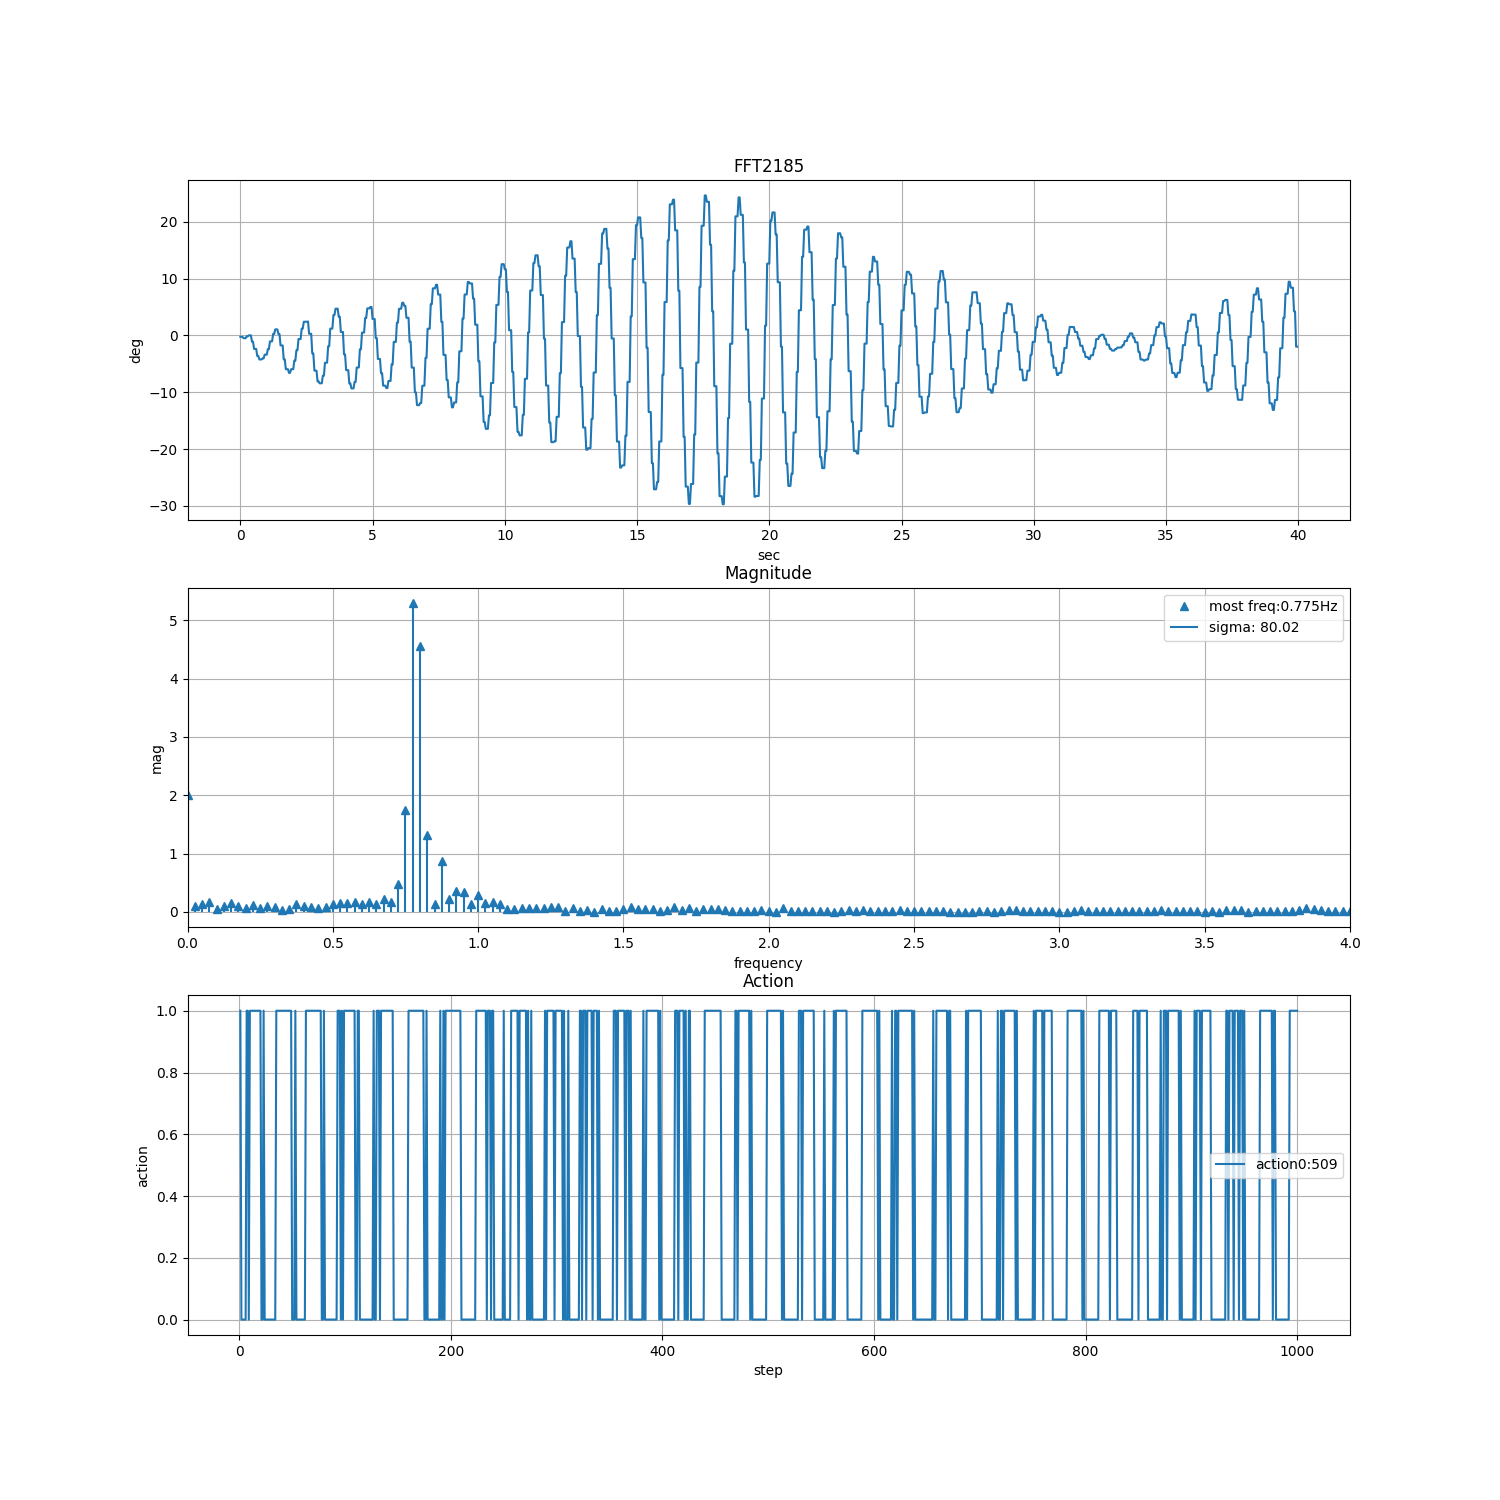 FFT2185
20
10
0
−10
−20
−30
deg
0 5 10 15 20 25 30 35 40
sec
Magnitude
most freq:0.775Hz
sigma: 80.02
5
4
3
2
1
0
mag
0.0 0.5 1.0 1.5 2.0 2.5 3.0 3.5 4.0
frequency
Action
1.0
0.8
0.6
0.4
0.2
0.0
action
action0:509
0 200 400 600 800 1000
step